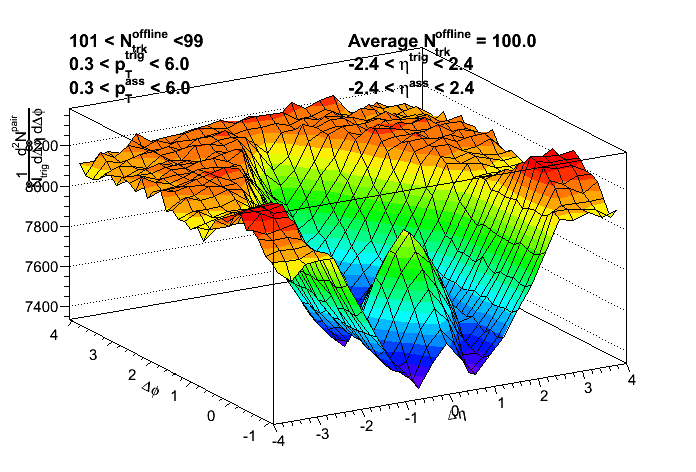 101 < N_trk^offline <99
Average N_trk^offline = 100.0
0.3 < p_T^trig < 6.0
-2.4 < η^trig < 2.4
0.3 < p_T^ass < 6.0
-2.4 < η^ass < 2.4
1 d²N^pair
N_trig dΔη dΔφ
8200
8000
7800
7600
7400
4
3
2
1
0
-1
Δφ
-4
-3
-2
-1
0
1
2
3
4
Δη